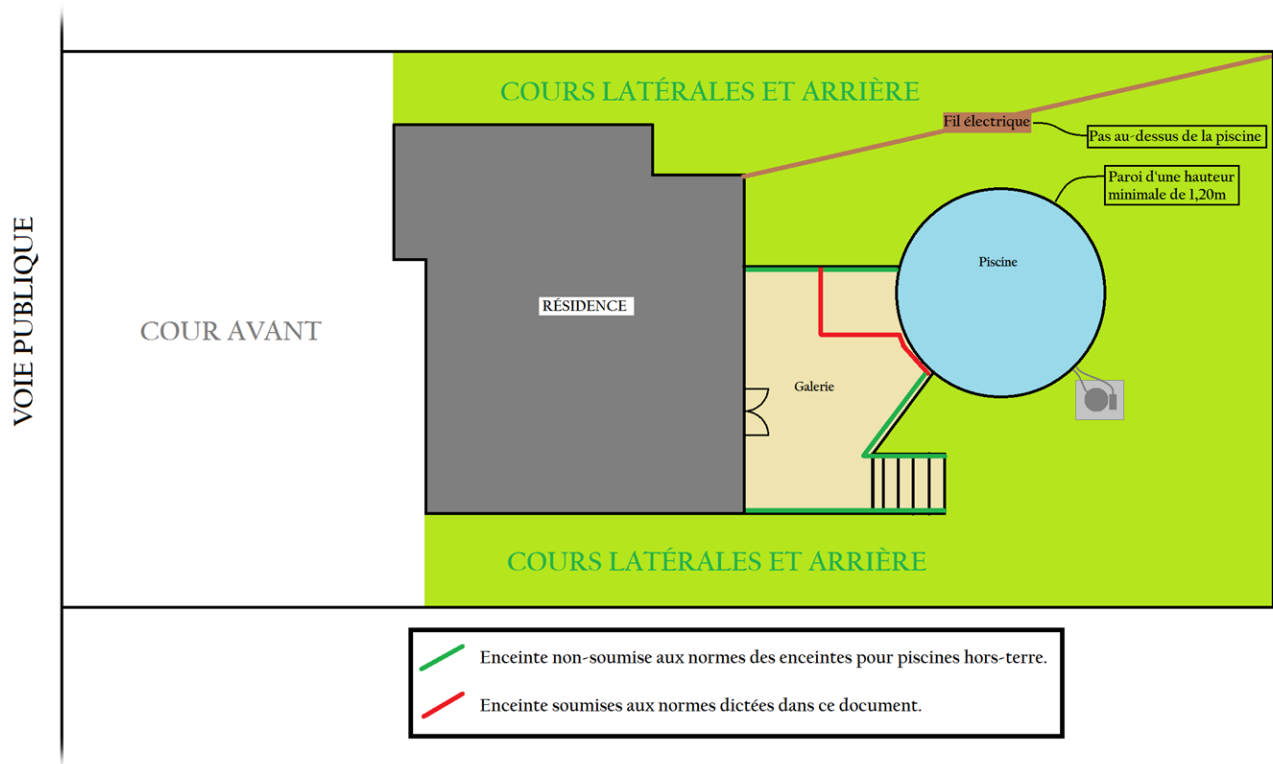 COURS LATÉRALES ET ARRIÈRE
Fil électrique
Pas au-dessus de la piscine
Paroi d'une hauteur
minimale de 1,20m
Piscine
RÉSIDENCE
VOIE PUBLIQUE
COUR AVANT
Galerie
COURS LATÉRALES ET ARRIÈRE
Enceinte non-soumise aux normes des enceintes pour piscines hors-terre.
Enceinte soumises aux normes dictées dans ce document.